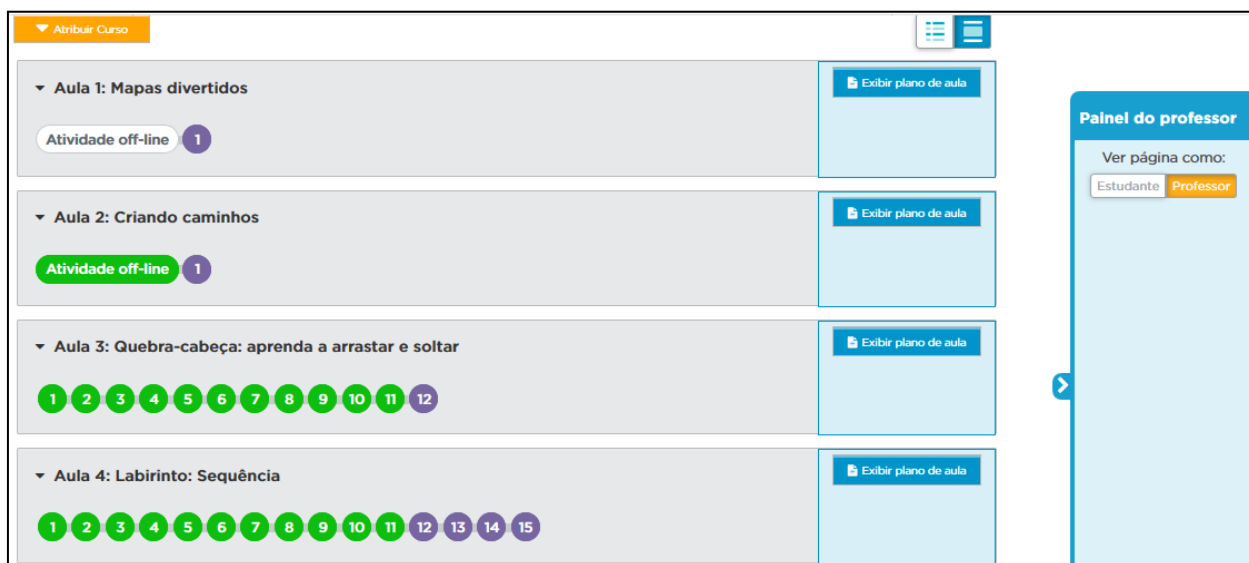 Atribuir Curso
Aula 1: Mapas divertidos
Exibir plano de aula
Atividade off-line 1
Aula 2: Criando caminhos
Exibir plano de aula
Atividade off-line 1
Aula 3: Quebra-cabeça: aprenda a arrastar e soltar
Exibir plano de aula
1 2 3 4 5 6 7 8 9 10 11 12
Aula 4: Labirinto: Sequência
Exibir plano de aula
1 2 3 4 5 6 7 8 9 10 11 12 13 14 15
Painel do professor
Ver página como:
Estudante Professor